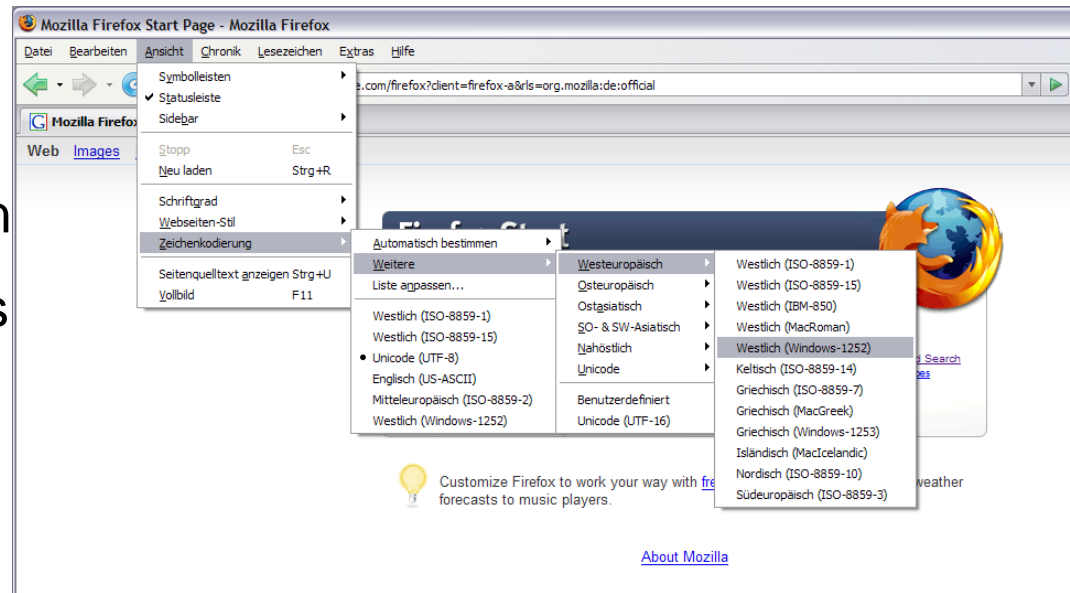 Mozilla Firefox Start Page - Mozilla Firefox
Datei Bearbeiten Ansicht Chronik Lesezeichen Extras Hilfe
e.com/firefox?client=firefox-a&rls=org.mozilla:de:official
G Mozilla Firefo
Web Images
Symbolleisten
Statusleiste
Sidebar
Stopp Esc
Neu laden Strg+R
Schriftgrad
Webseiten-Stil
Zeichenkodierung
Seitenquelltext anzeigen Strg+U
Vollbild F11
n
s
Automatisch bestimmen
Weitere
Liste anpassen...
Westlich (ISO-8859-1)
Westlich (ISO-8859-15)
Unicode (UTF-8)
Englisch (US-ASCII)
Mitteleuropäisch (ISO-8859-2)
Westlich (Windows-1252)
Westeuropäisch
Osteuropäisch
Ostasiatisch
SO- & SW-Asiatisch
Nahöstlich
Unicode
Benutzerdefiniert
Unicode (UTF-16)
Westlich (ISO-8859-1)
Westlich (ISO-8859-15)
Westlich (IBM-850)
Westlich (MacRoman)
Westlich (Windows-1252)
Keltisch (ISO-8859-14)
Griechisch (ISO-8859-7)
Griechisch (MacGreek)
Griechisch (Windows-1253)
Isländisch (MacIcelandic)
Nordisch (ISO-8859-10)
Südeuropäisch (ISO-8859-3)
d Search
Customize Firefox to work your way with fre weather
forecasts to music players.
About Mozilla